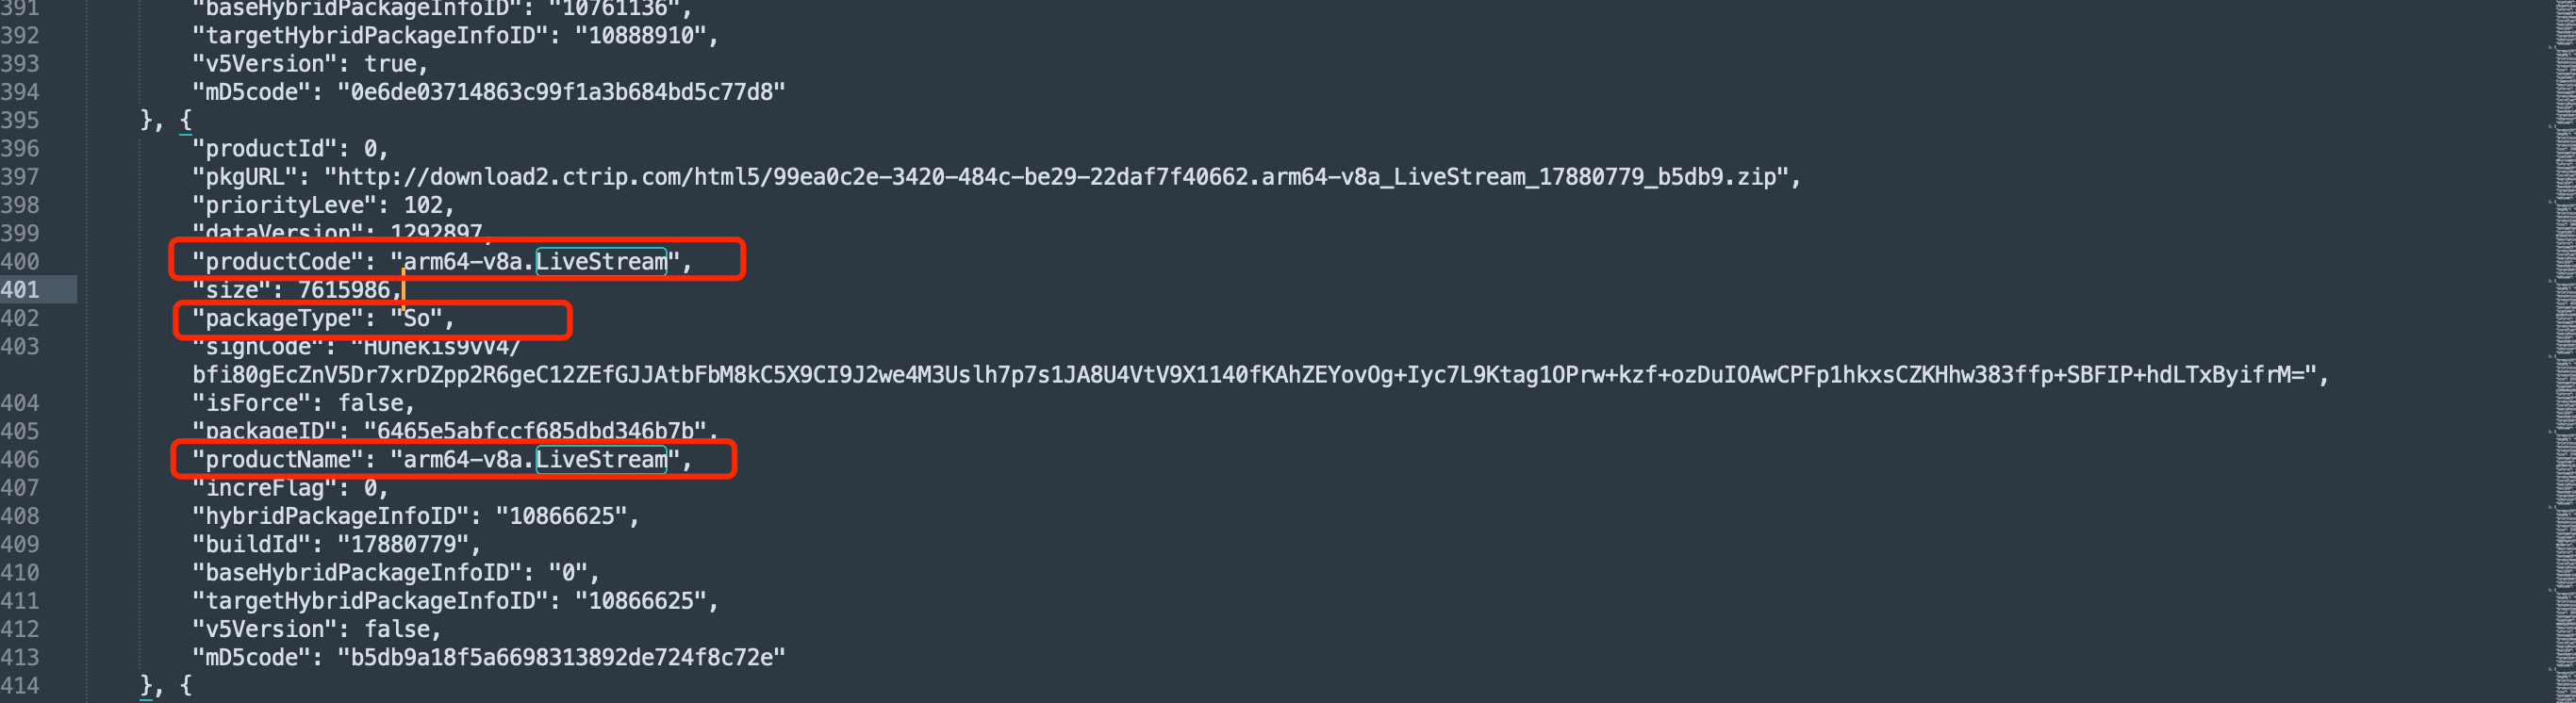 391 "baseHybridPackageInfoID": "10761136",
392 "targetHybridPackageInfoID": "10888910",
393 "v5Version": true,
394 "mD5code": "0e6de03714863c99f1a3b684bd5c77d8"
395 }, {
396 "productId": 0,
397 "pkgURL": "http://download2.ctrip.com/html5/99ea0c2e-3420-484c-be29-22daf7f40662.arm64-v8a_LiveStream_17880779_b5db9.zip",
398 "priorityLeve": 102,
399 "dataVersion": 1292897,
400 "productCode": "arm64-v8a.LiveStream",
401 "size": 7615986,
402 "packageType": "So",
403 "signCode": "HUnekis9vV4/
bfi80gEcZnV5Dr7xrDZpp2R6geC12ZEfGJJAtbFbM8kC5X9CI9J2we4M3Uslh7p7s1JA8U4VtV9X1140fKAhZEYovOg+Iyc7L9Ktag1OPrw+kzf+ozDuIOAwCPFp1hkxsCZKHhw383ffp+SBFIP+hdLTxByifrM=",
404 "isForce": false,
405 "packageID": "6465e5abfccf685dbd346b7b",
406 "productName": "arm64-v8a.LiveStream",
407 "increFlag": 0,
408 "hybridPackageInfoID": "10866625",
409 "buildId": "17880779",
410 "baseHybridPackageInfoID": "0",
411 "targetHybridPackageInfoID": "10866625",
412 "v5Version": false,
413 "mD5code": "b5db9a18f5a6698313892de724f8c72e"
414 }, {